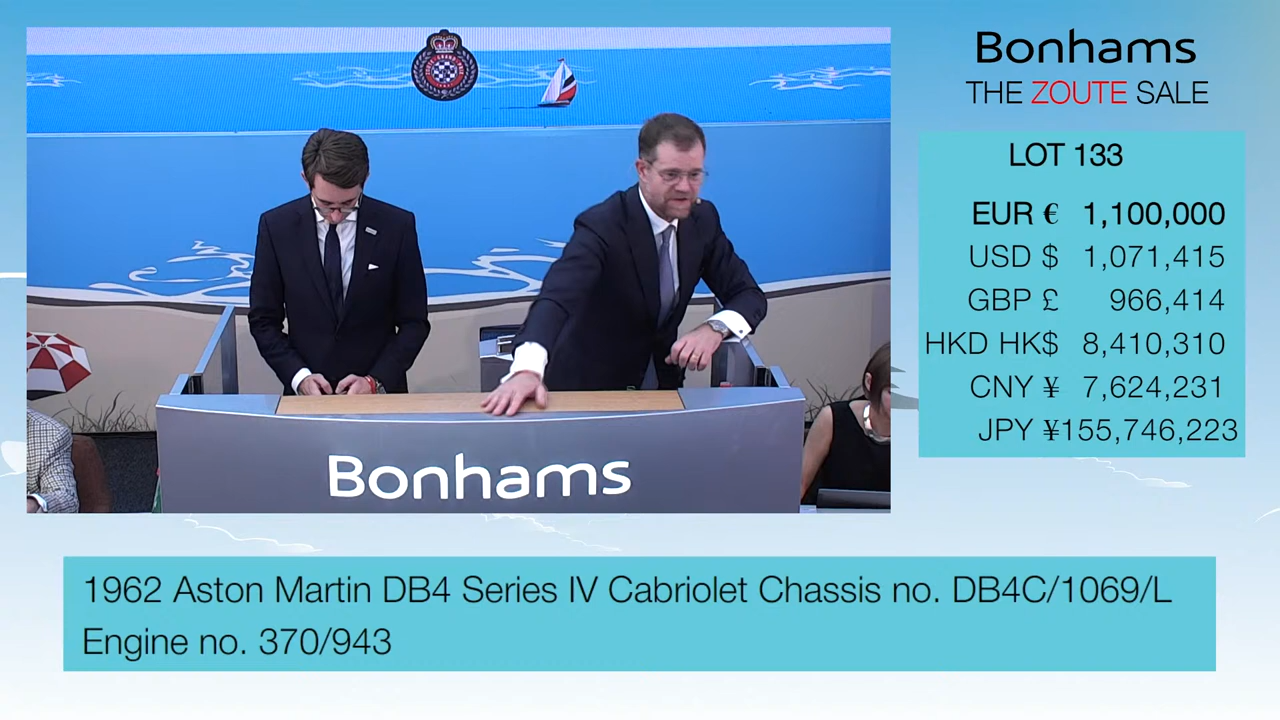 Bonhams
THE ZOUTE SALE
LOT 133
EUR € 1,100,000
USD $ 1,071,415
GBP £ 966,414
HKD HK$ 8,410,310
CNY ¥ 7,624,231
JPY ¥155,746,223
Bonhams
1962 Aston Martin DB4 Series IV Cabriolet Chassis no. DB4C/1069/L
Engine no. 370/943